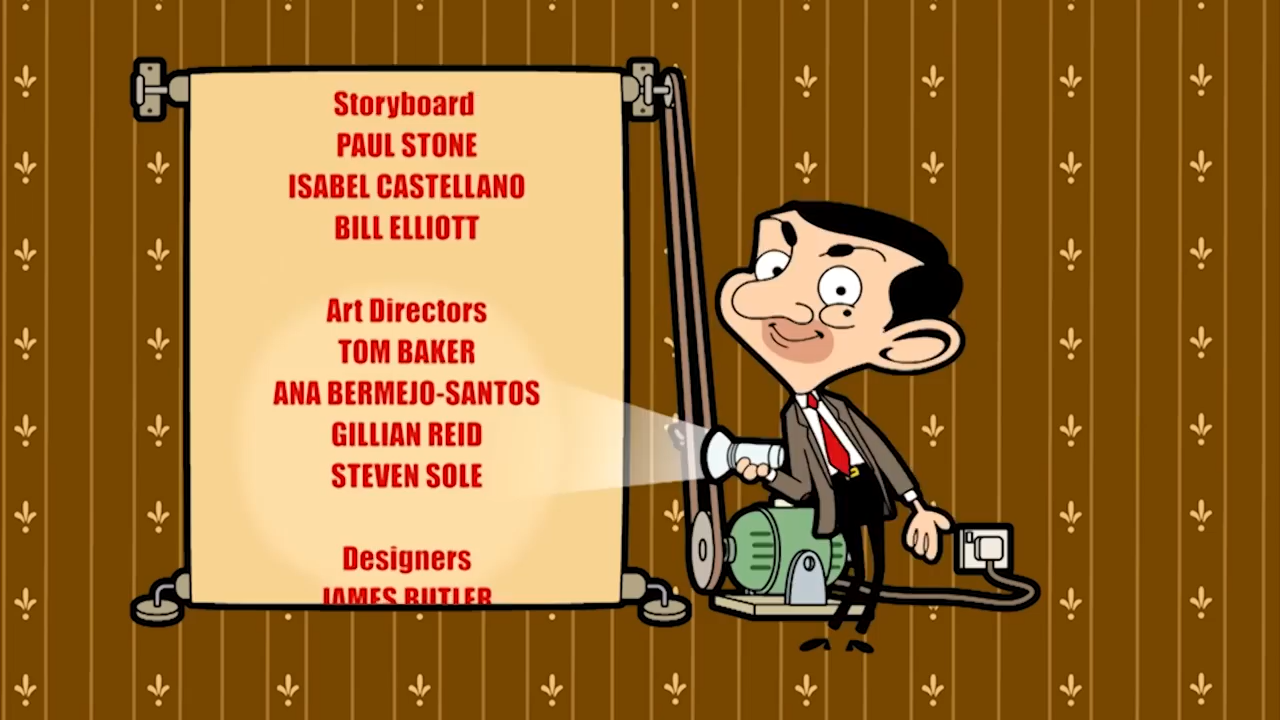 Storyboard
PAUL STONE
ISABEL CASTELLANO
BILL ELLIOTT
Art Directors
TOM BAKER
ANA BERMEJO-SANTOS
GILLIAN REID
STEVEN SOLE
Designers
JAMES BUTLER